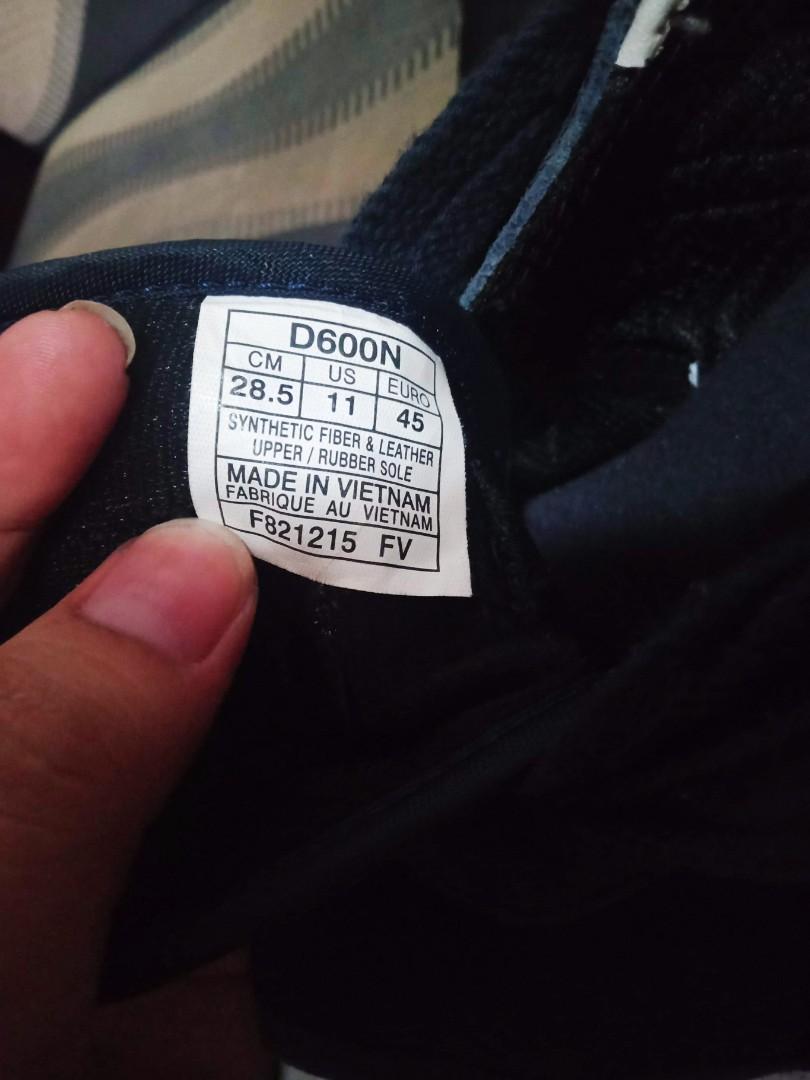 D600N
CM US EURO
28.5 11 45
SYNTHETIC FIBER & LEATHER
UPPER / RUBBER SOLE
MADE IN VIETNAM
FABRIQUE AU VIETNAM
F821215 FV